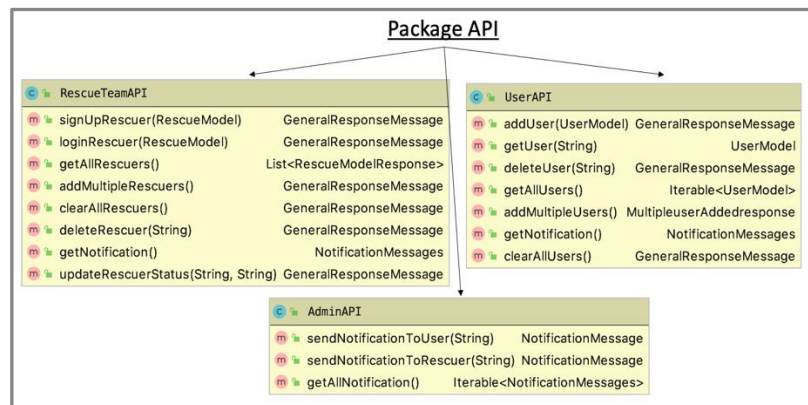 Package API
RescueTeamAPI
signUpRescuer(RescueModel) GeneralResponseMessage
loginRescuer(RescueModel) GeneralResponseMessage
getAllRescuers() List<RescueModelResponse>
addMultipleRescuers() GeneralResponseMessage
clearAllRescuers() GeneralResponseMessage
deleteRescuer(String) GeneralResponseMessage
getNotification() NotificationMessages
updateRescuerStatus(String, String) GeneralResponseMessage
UserAPI
addUser(UserModel) GeneralResponseMessage
getUser(String) UserModel
deleteUser(String) GeneralResponseMessage
getAllUsers() Iterable<UserModel>
addMultipleUsers() MultipleuserAddedresponse
getNotification() NotificationMessages
clearAllUsers() GeneralResponseMessage
AdminAPI
sendNotificationToUser(String) NotificationMessage
sendNotificationToRescuer(String) NotificationMessage
getAllNotification() Iterable<NotificationMessages>